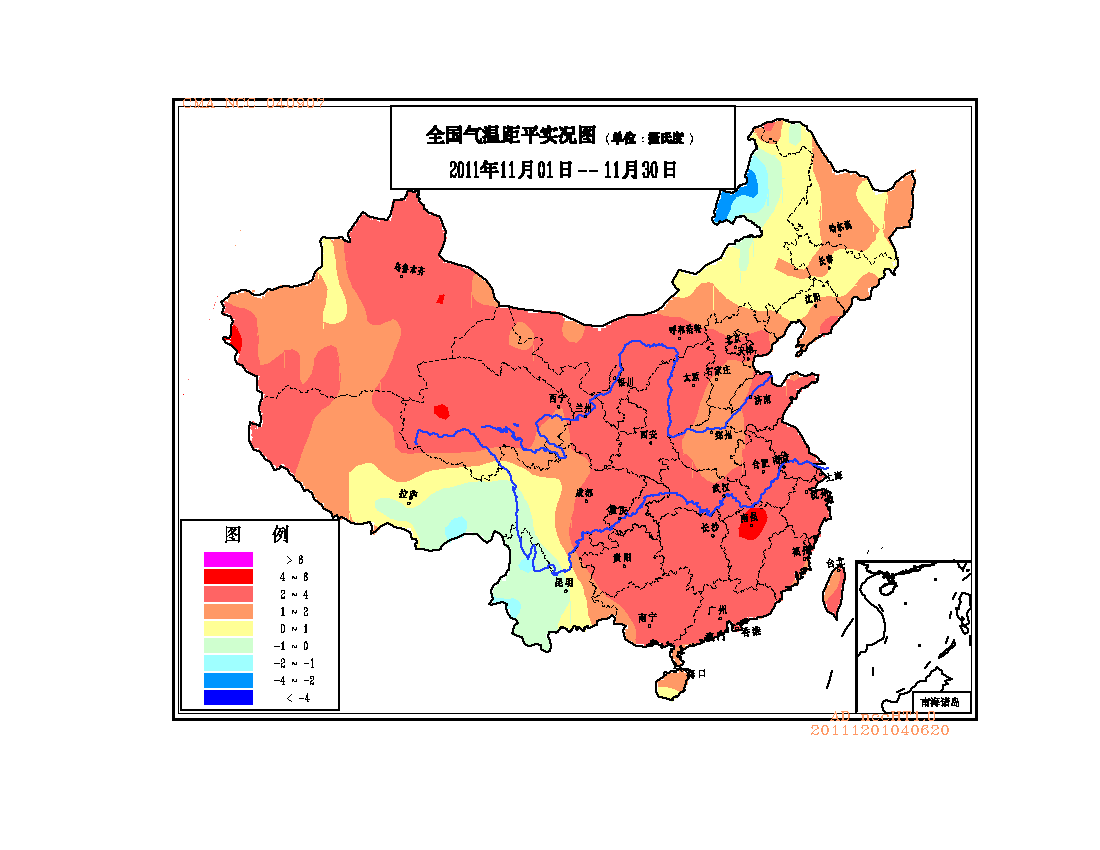 CMA NCC 040902
全国气温距平实况图 (单位:摄氏度)
2011年11月01日--11月30日
哈尔滨
长春
沈阳
乌鲁木齐
呼和浩特
北京
天津
石家庄
太原
银川
济南
西宁
兰州
郑州
西安
合肥
南京
上海
拉萨
成都
武汉
杭州
重庆
南昌
长沙
贵阳
福州
台北
昆明
南宁
广州
澳门
香港
海口
图 例
> 6
4 ~ 6
2 ~ 4
1 ~ 2
0 ~ 1
-1 ~ 0
-2 ~ -1
-4 ~ -2
< -4
南海诸岛
20111201040620